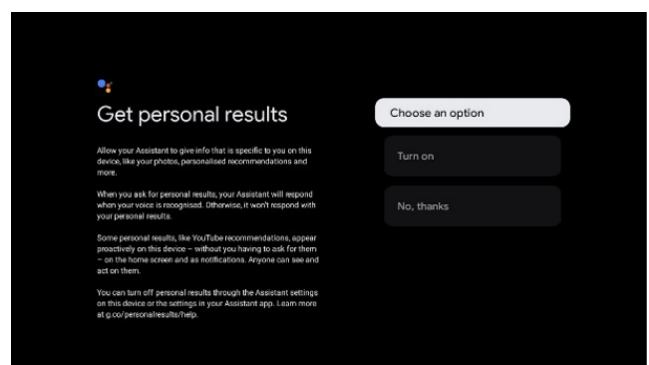 Get personal results
Allow your Assistant to give info that is specific to you on this
device, like your photos, personalised recommendations and
more.
When you ask for personal results, your Assistant will respond
when your voice is recognised. Otherwise, it won't respond with
your personal results.
Some personal results, like YouTube recommendations, appear
proactively on this device – without you having to ask for them
– on the home screen and as notifications. Anyone can see and
act on them.
You can turn off personal results through the Assistant settings
on this device or the settings in your Assistant app. Learn more
at g.co/personalresults/help.
Choose an option
Turn on
No, thanks